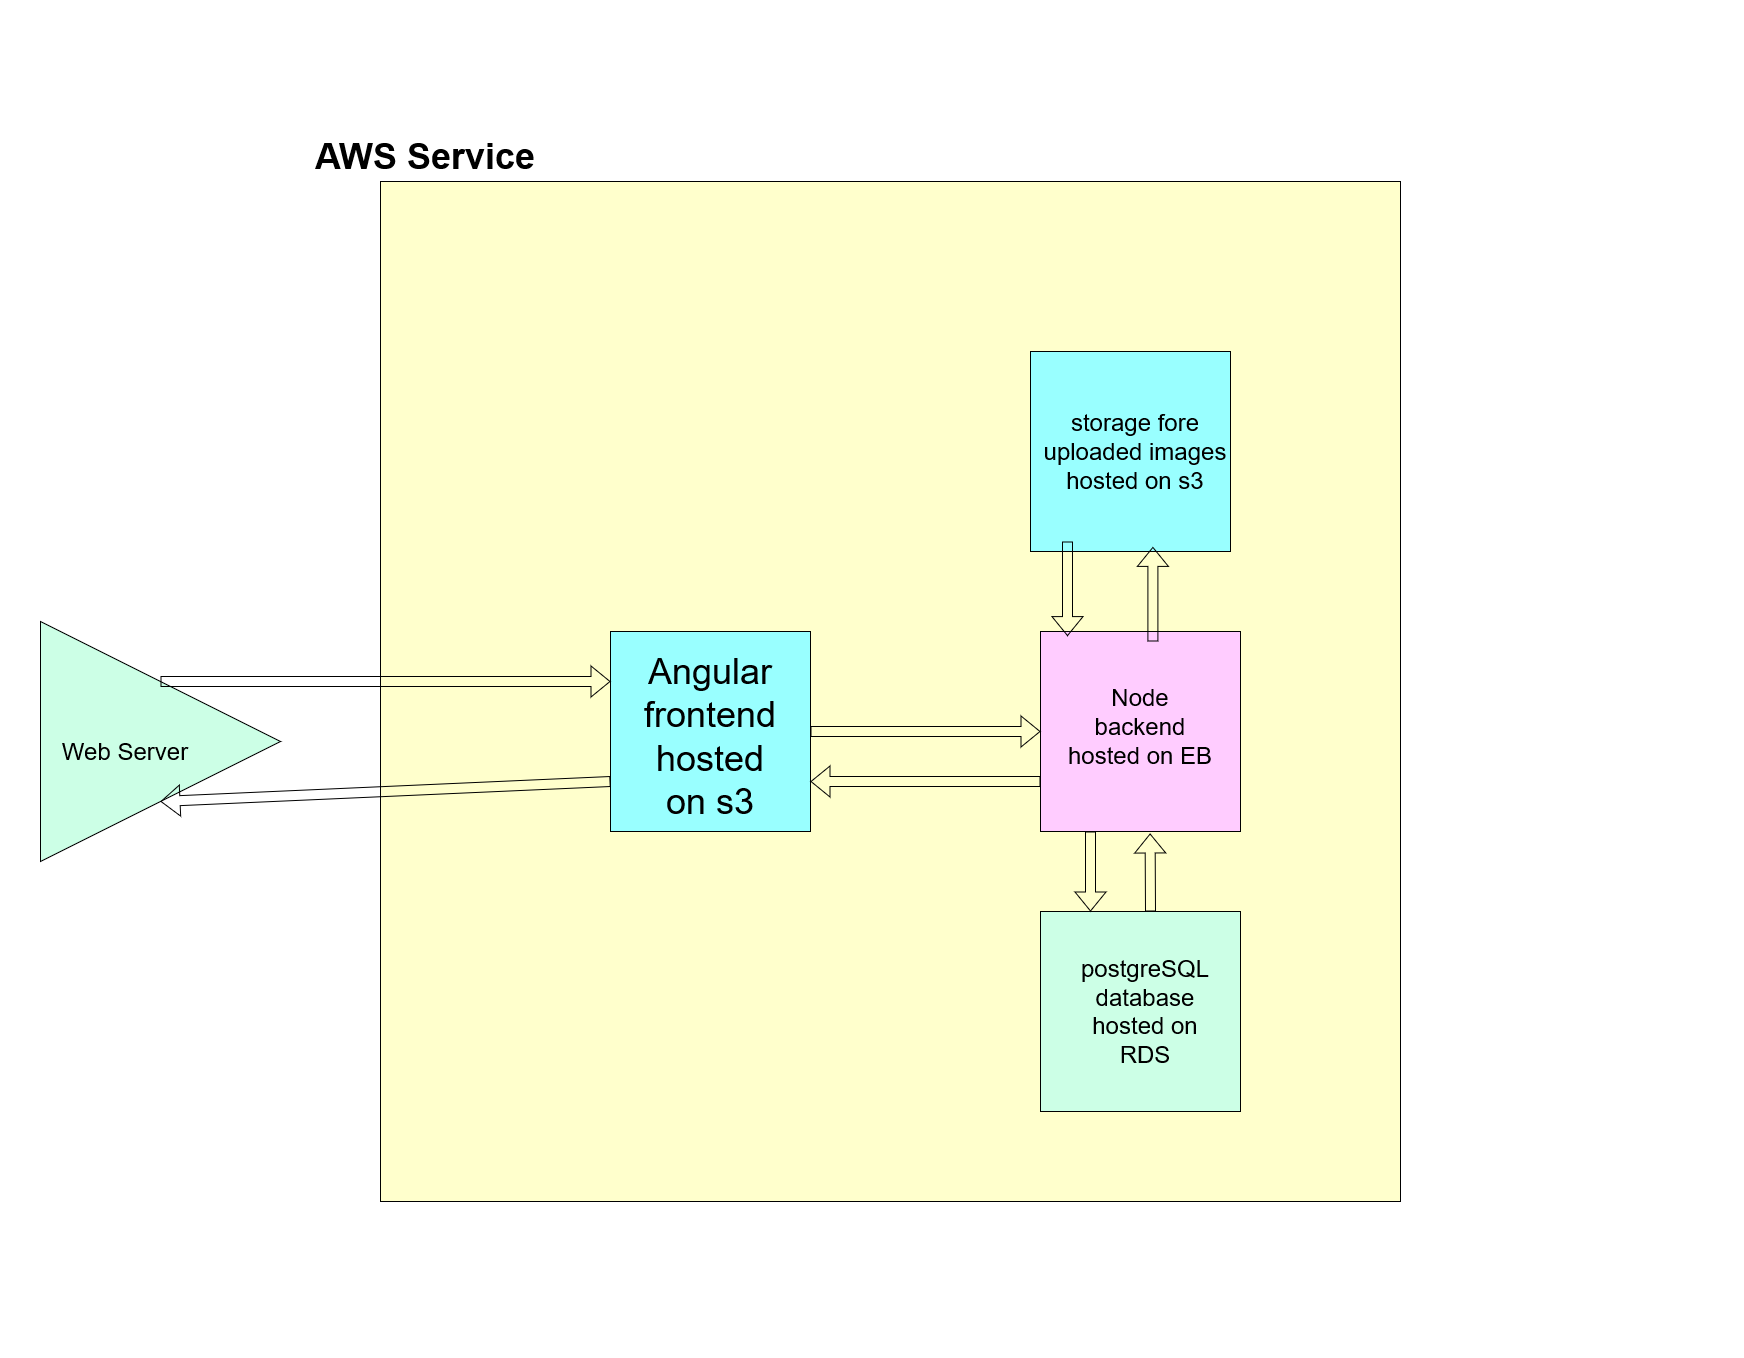 AWS Service
storage fore
uploaded images
hosted on s3
Angular
frontend
hosted
on s3
Node
backend
hosted on EB
Web Server
postgreSQL
database
hosted on
RDS